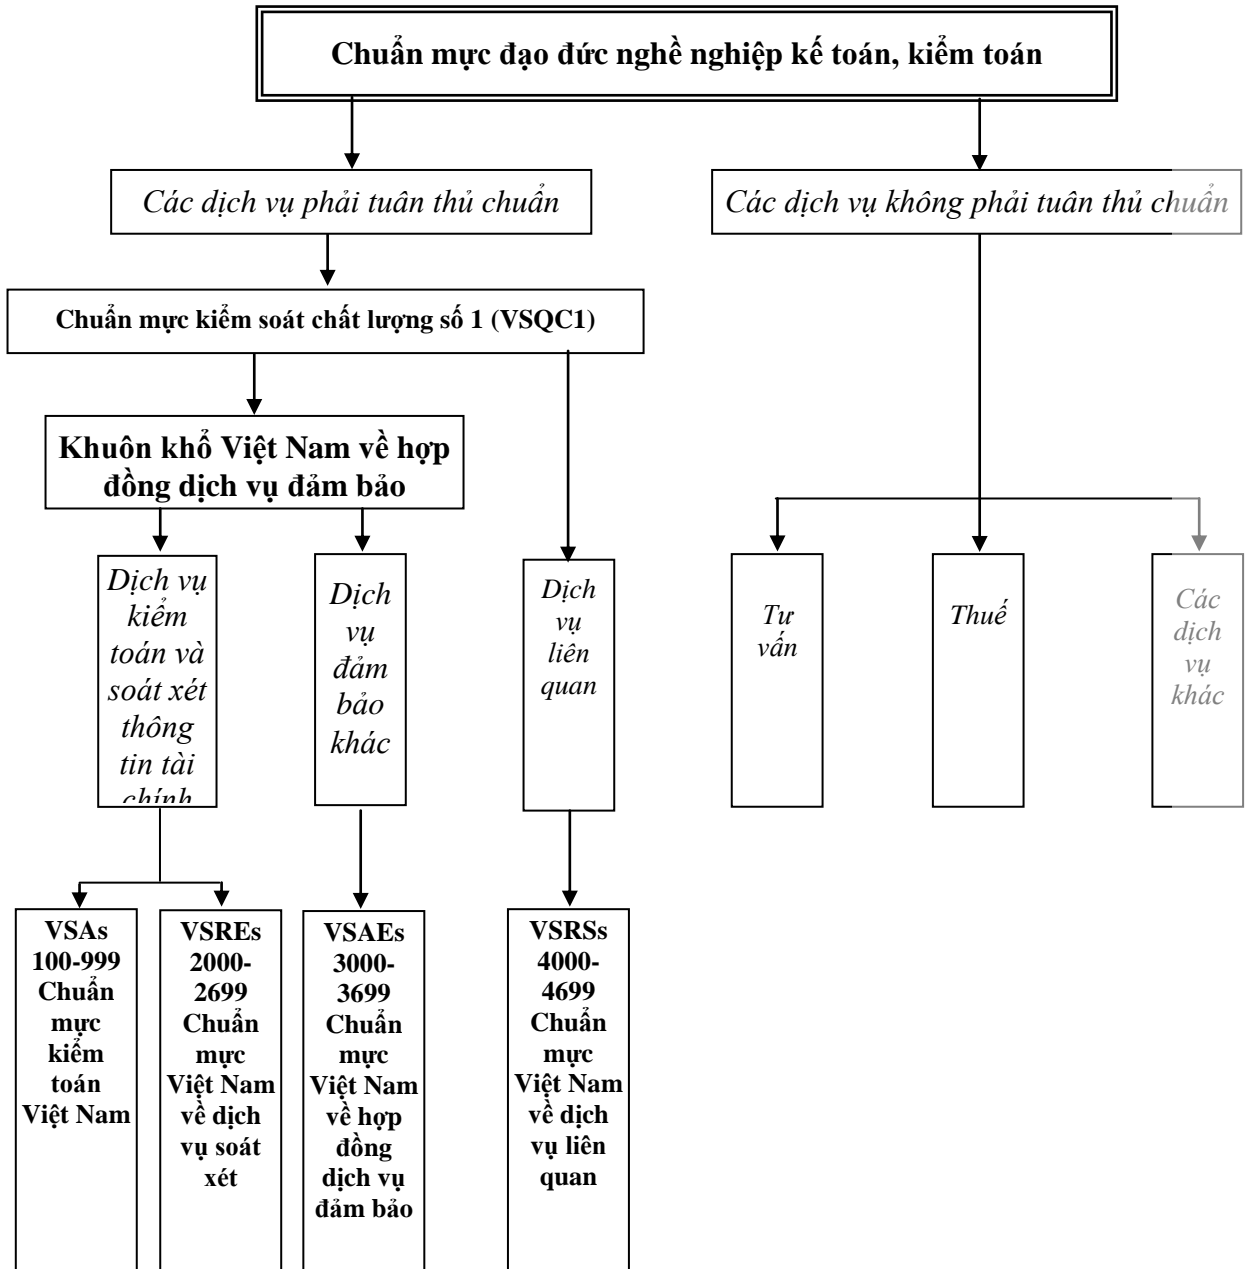 Chuẩn mực đạo đức nghề nghiệp kế toán, kiểm toán
Các dịch vụ phải tuân thủ chuẩn
Các dịch vụ không phải tuân thủ chuẩn
Chuẩn mực kiểm soát chất lượng số 1 (VSQC1)
Khuôn khổ Việt Nam về hợp
đồng dịch vụ đảm bảo
Dịch vụ
kiểm
toán và
soát xét
thông
tin tài
chính
Dịch
vụ
đảm
bảo
khác
Dịch
vụ
liên
quan
Tư
vấn
Thuế
Các
dịch
vụ
khác
VSAs
100-999
Chuẩn
mực
kiểm
toán
Việt Nam
VSREs
2000-
2699
Chuẩn
mực
Việt Nam
về dịch
vụ soát
xét
VSAEs
3000-
3699
Chuẩn
mực
Việt Nam
về hợp
đồng
dịch vụ
đảm bảo
VSRSs
4000-
4699
Chuẩn
mực
Việt Nam
về dịch
vụ liên
quan